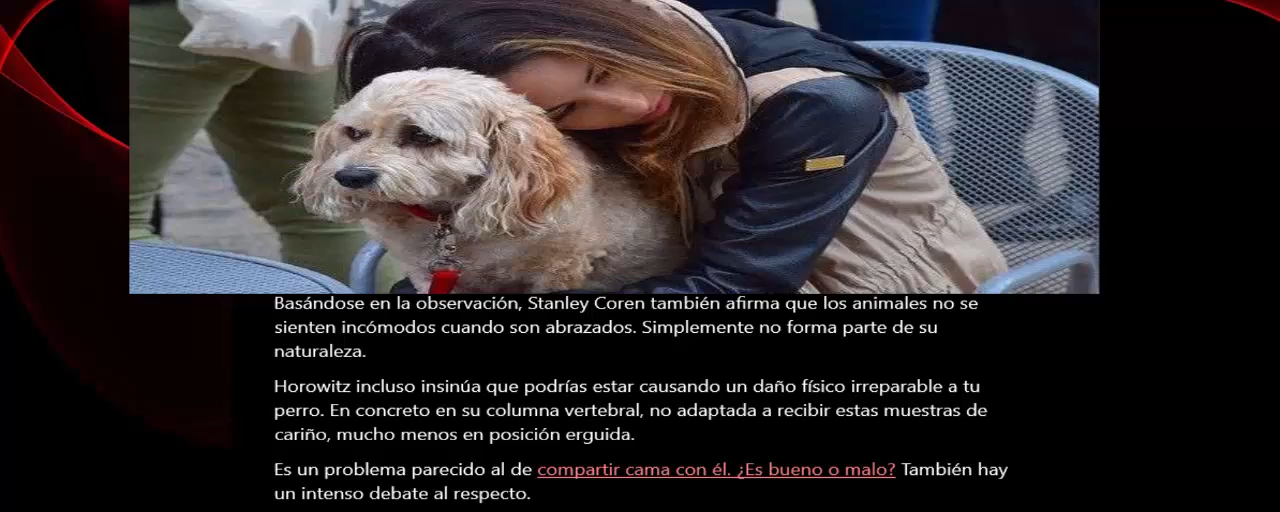 Basándose en la observación, Stanley Coren también afirma que los animales no se
sienten incómodos cuando son abrazados. Simplemente no forma parte de su
naturaleza.
Horowitz incluso insinúa que podrías estar causando un daño físico irreparable a tu
perro. En concreto en su columna vertebral, no adaptada a recibir estas muestras de
cariño, mucho menos en posición erguida.
Es un problema parecido al de compartir cama con él. ¿Es bueno o malo? También hay
un intenso debate al respecto.